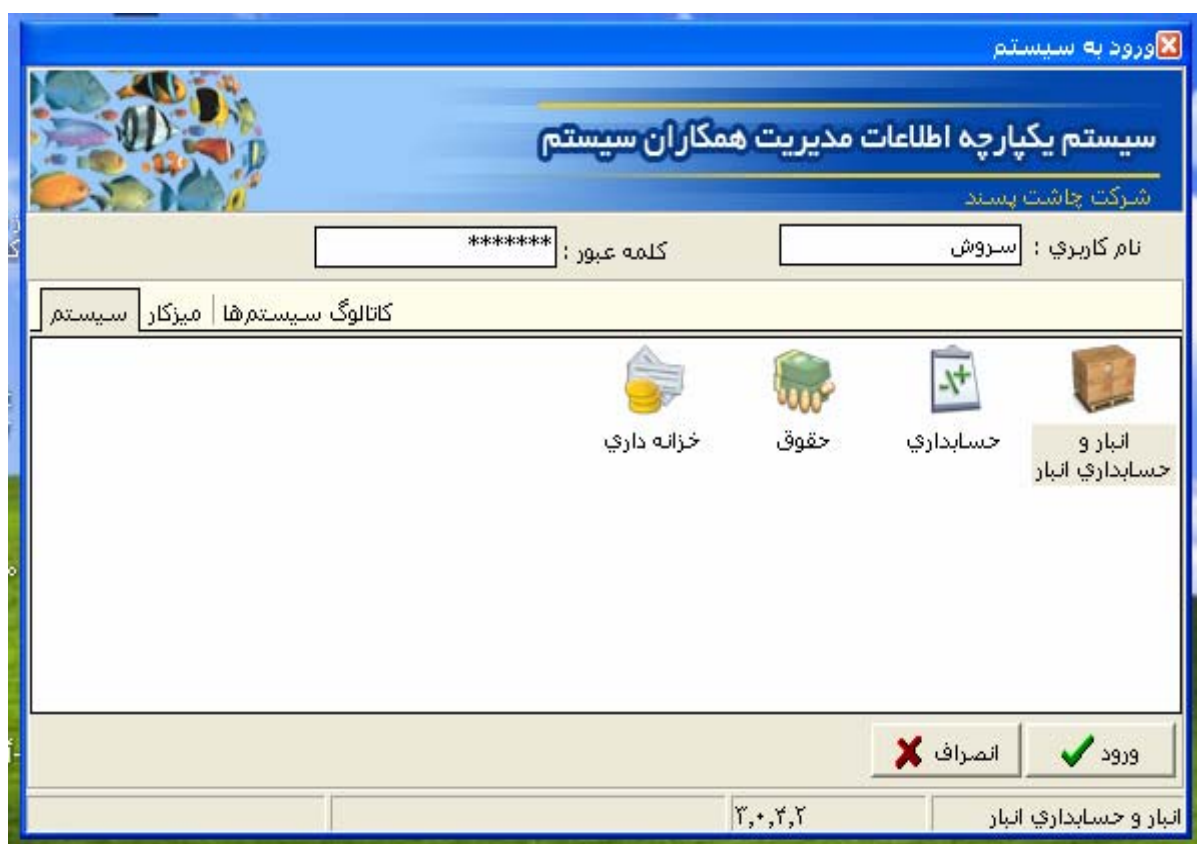 ورود به سیستم
سیستم یکپارچه اطلاعات مدیریت همکاران سیستم
شرکت چاشت پسند
نام کاربري : سروش
کلمه عبور : *******
کاتالوگ سیستم‌ها
میزکار
سیستم
انبار و
حسابداري انبار
حسابداري
حقوق
خزانه داري
ورود
انصراف
انبار و حسابداري انبار
۳,۰,۴,۲